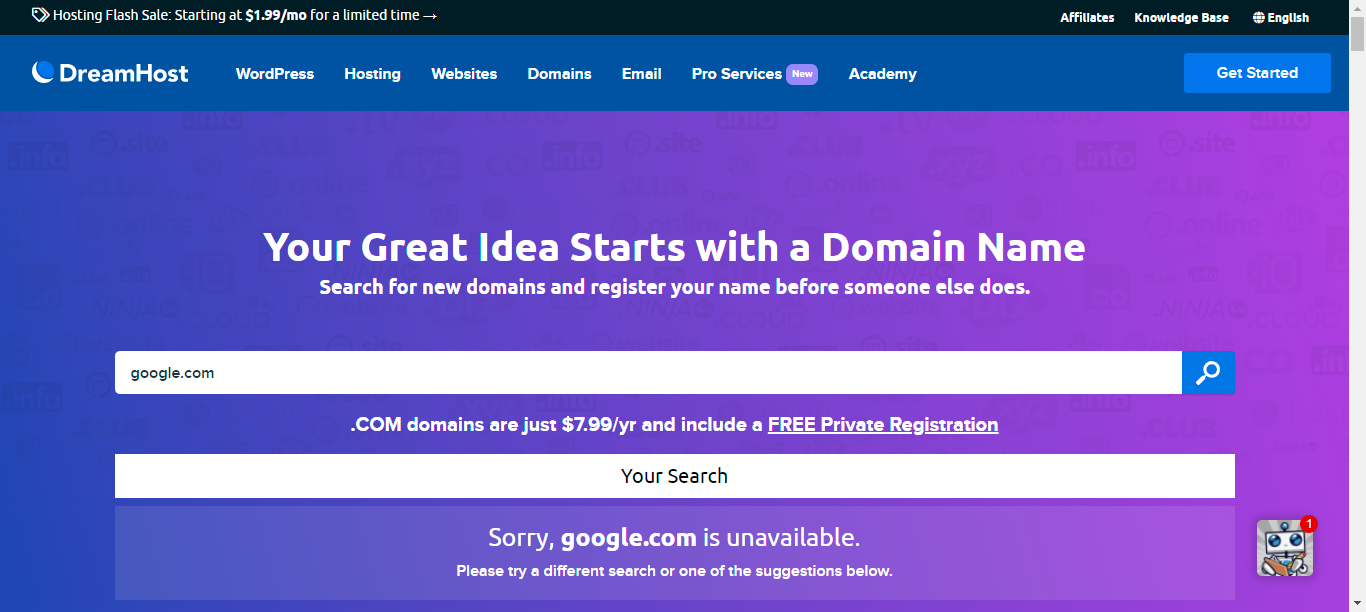 Hosting Flash Sale: Starting at $1.99/mo for a limited time →
Affiliates Knowledge Base English
DreamHost WordPress Hosting Websites Domains Email Pro Services New Academy Get Started
Your Great Idea Starts with a Domain Name
Search for new domains and register your name before someone else does.
google.com
.COM domains are just $7.99/yr and include a FREE Private Registration
Your Search
Sorry, google.com is unavailable.
Please try a different search or one of the suggestions below.
1